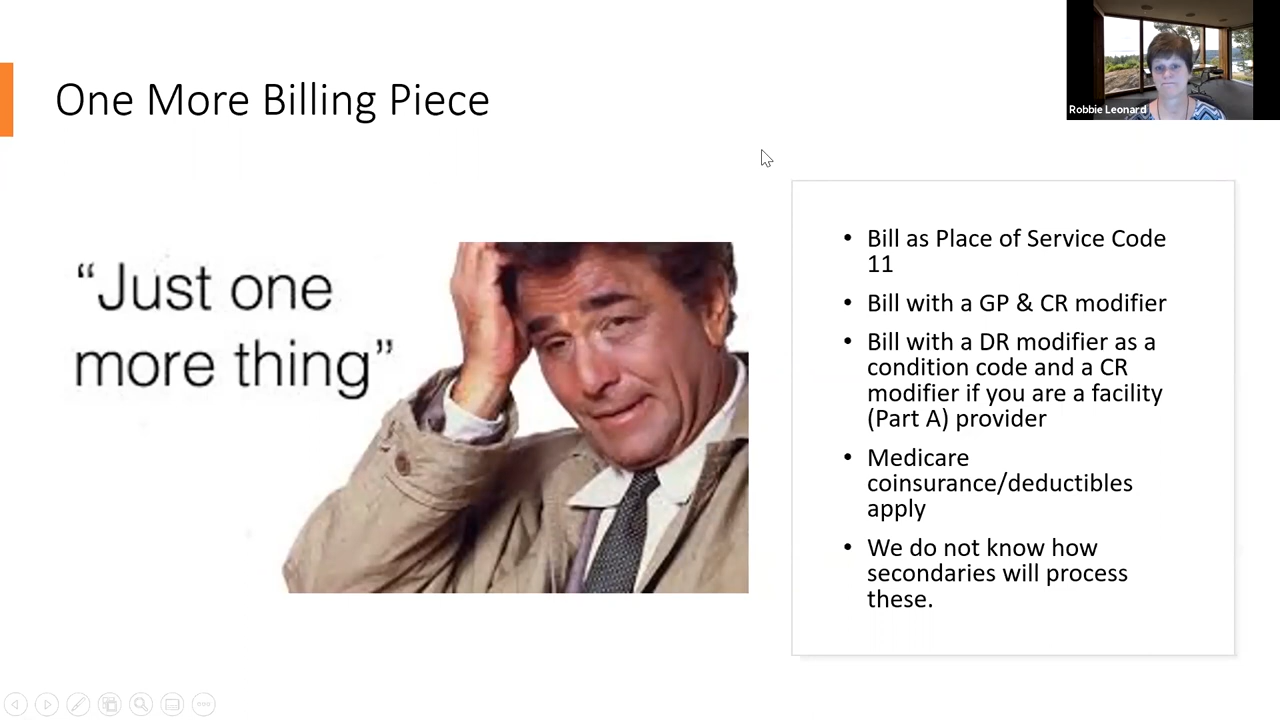 One More Billing Piece
Robbie Leonard
“Just one
more thing”
• Bill as Place of Service Code
11
• Bill with a GP & CR modifier
• Bill with a DR modifier as a
condition code and a CR
modifier if you are a facility
(Part A) provider
• Medicare
coinsurance/deductibles
apply
• We do not know how
secondaries will process
these.